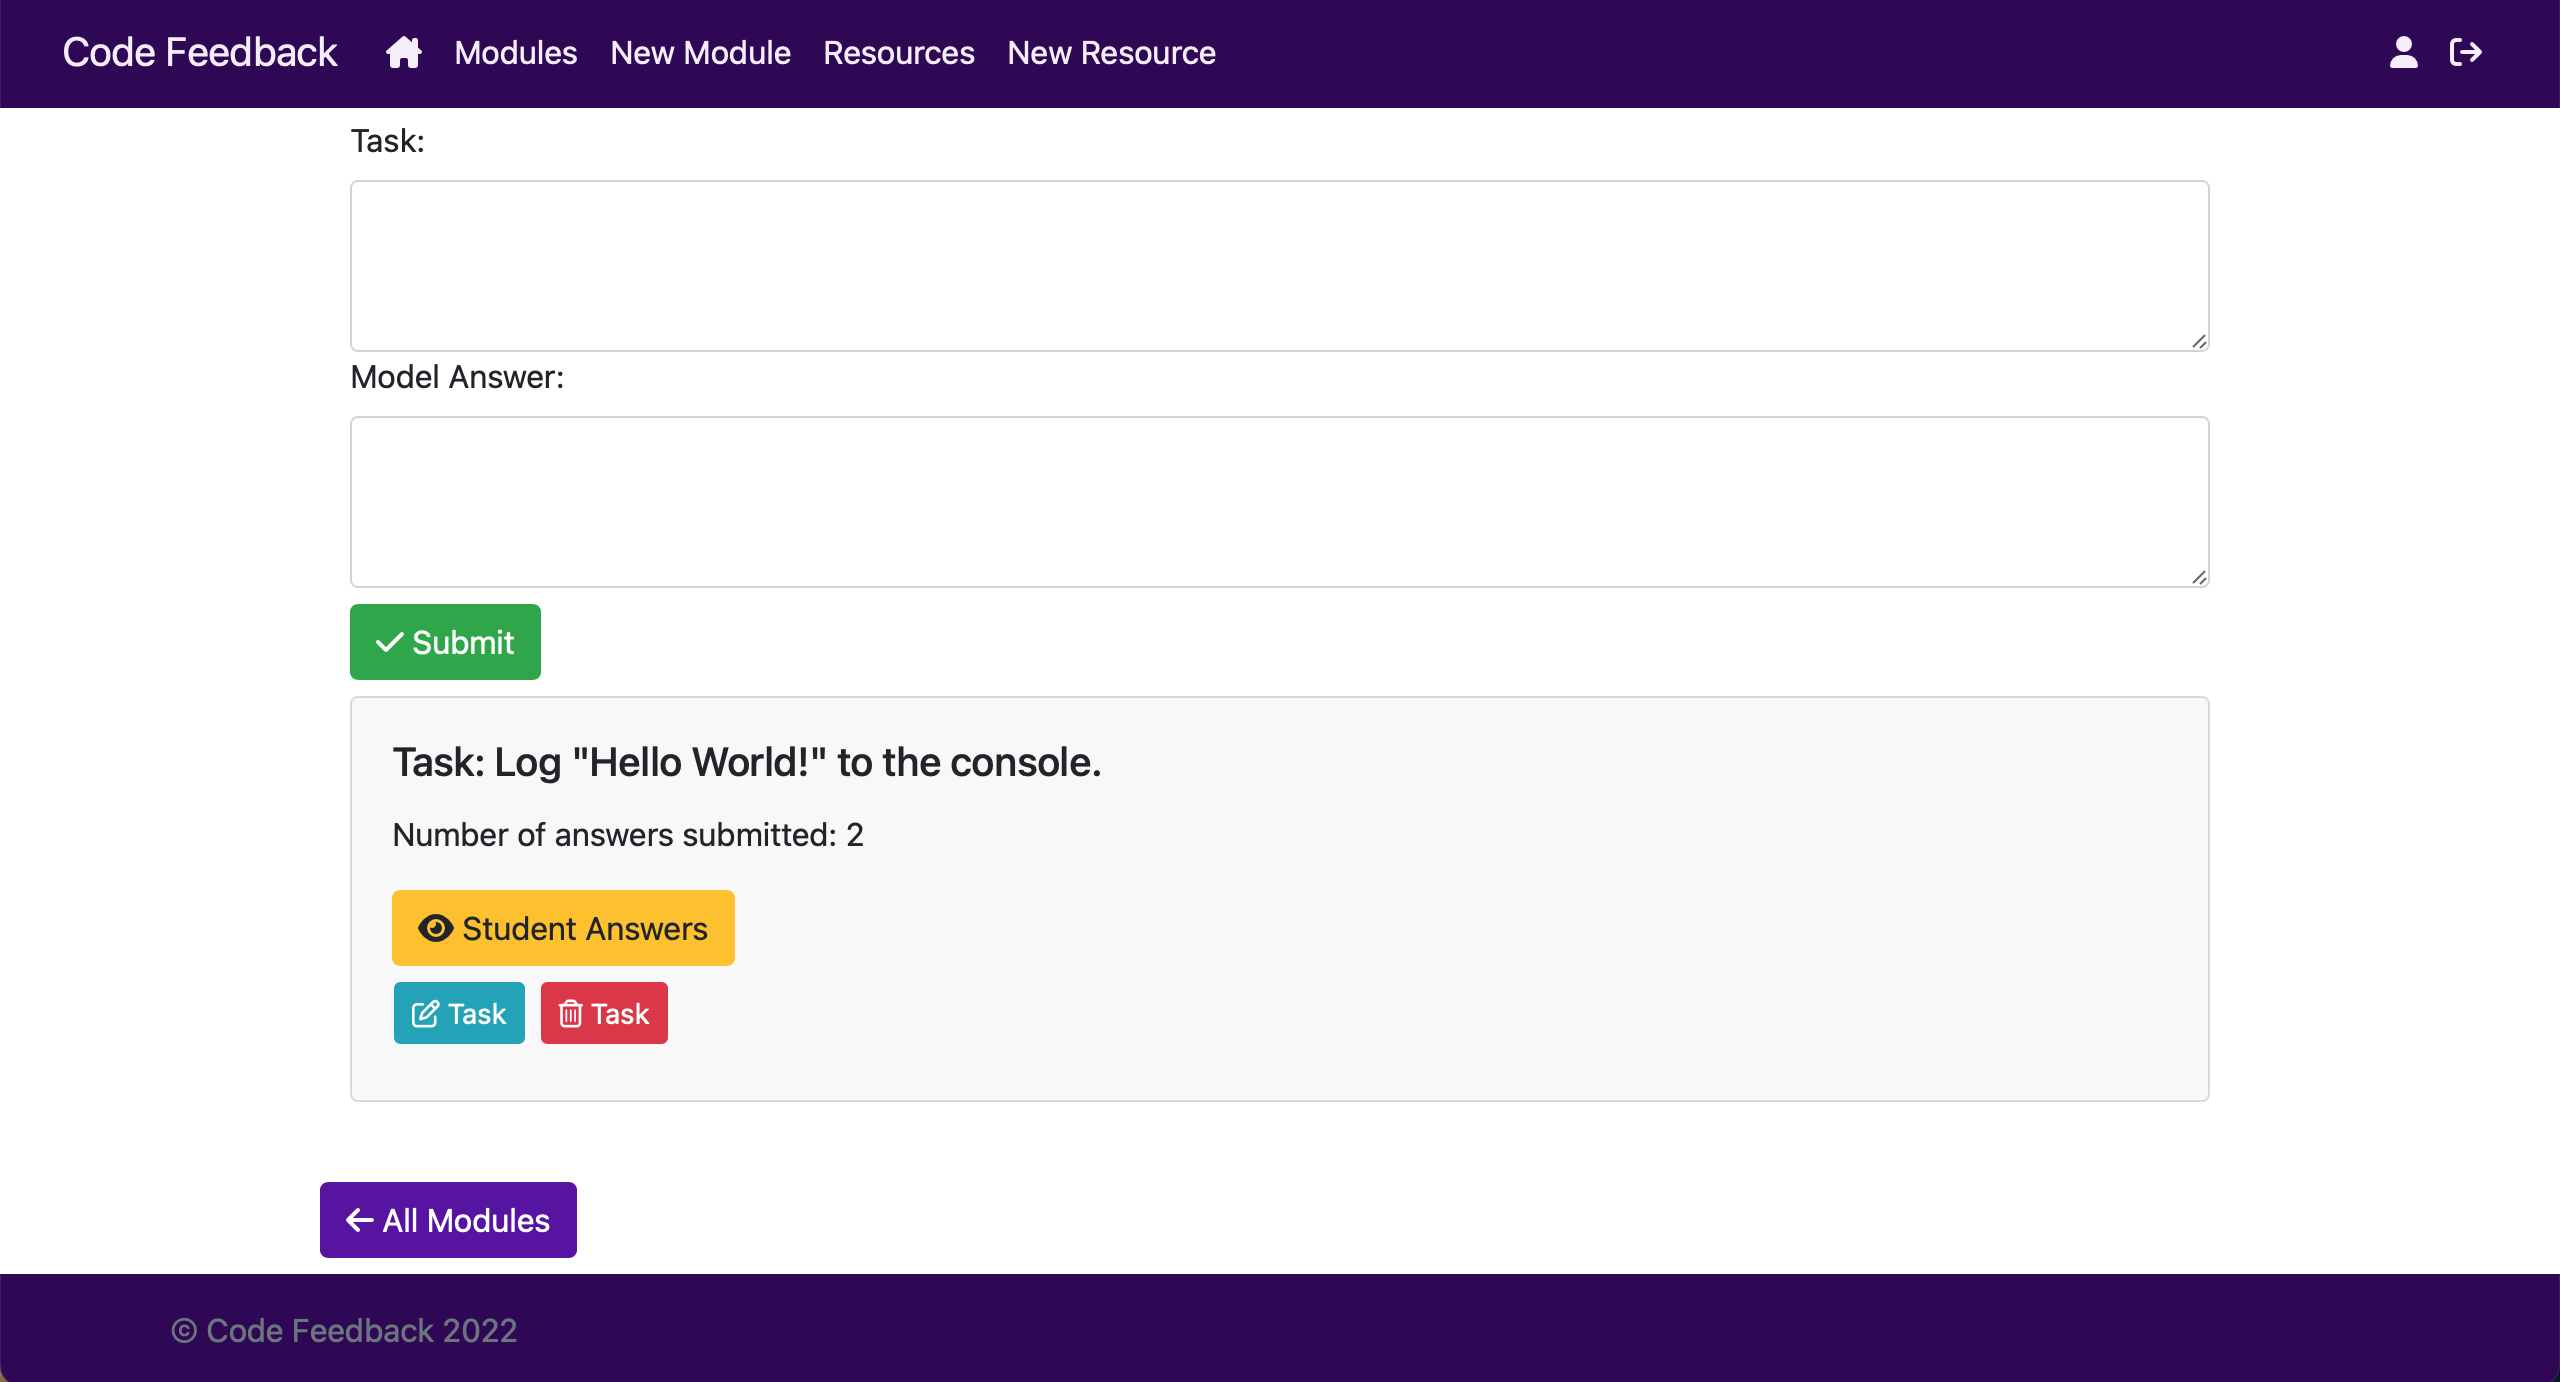 Code Feedback Modules New Module Resources New Resource
Task:
Model Answer:
Submit
Task: Log "Hello World!" to the console.
Number of answers submitted: 2
Student Answers
Task Task
All Modules
© Code Feedback 2022